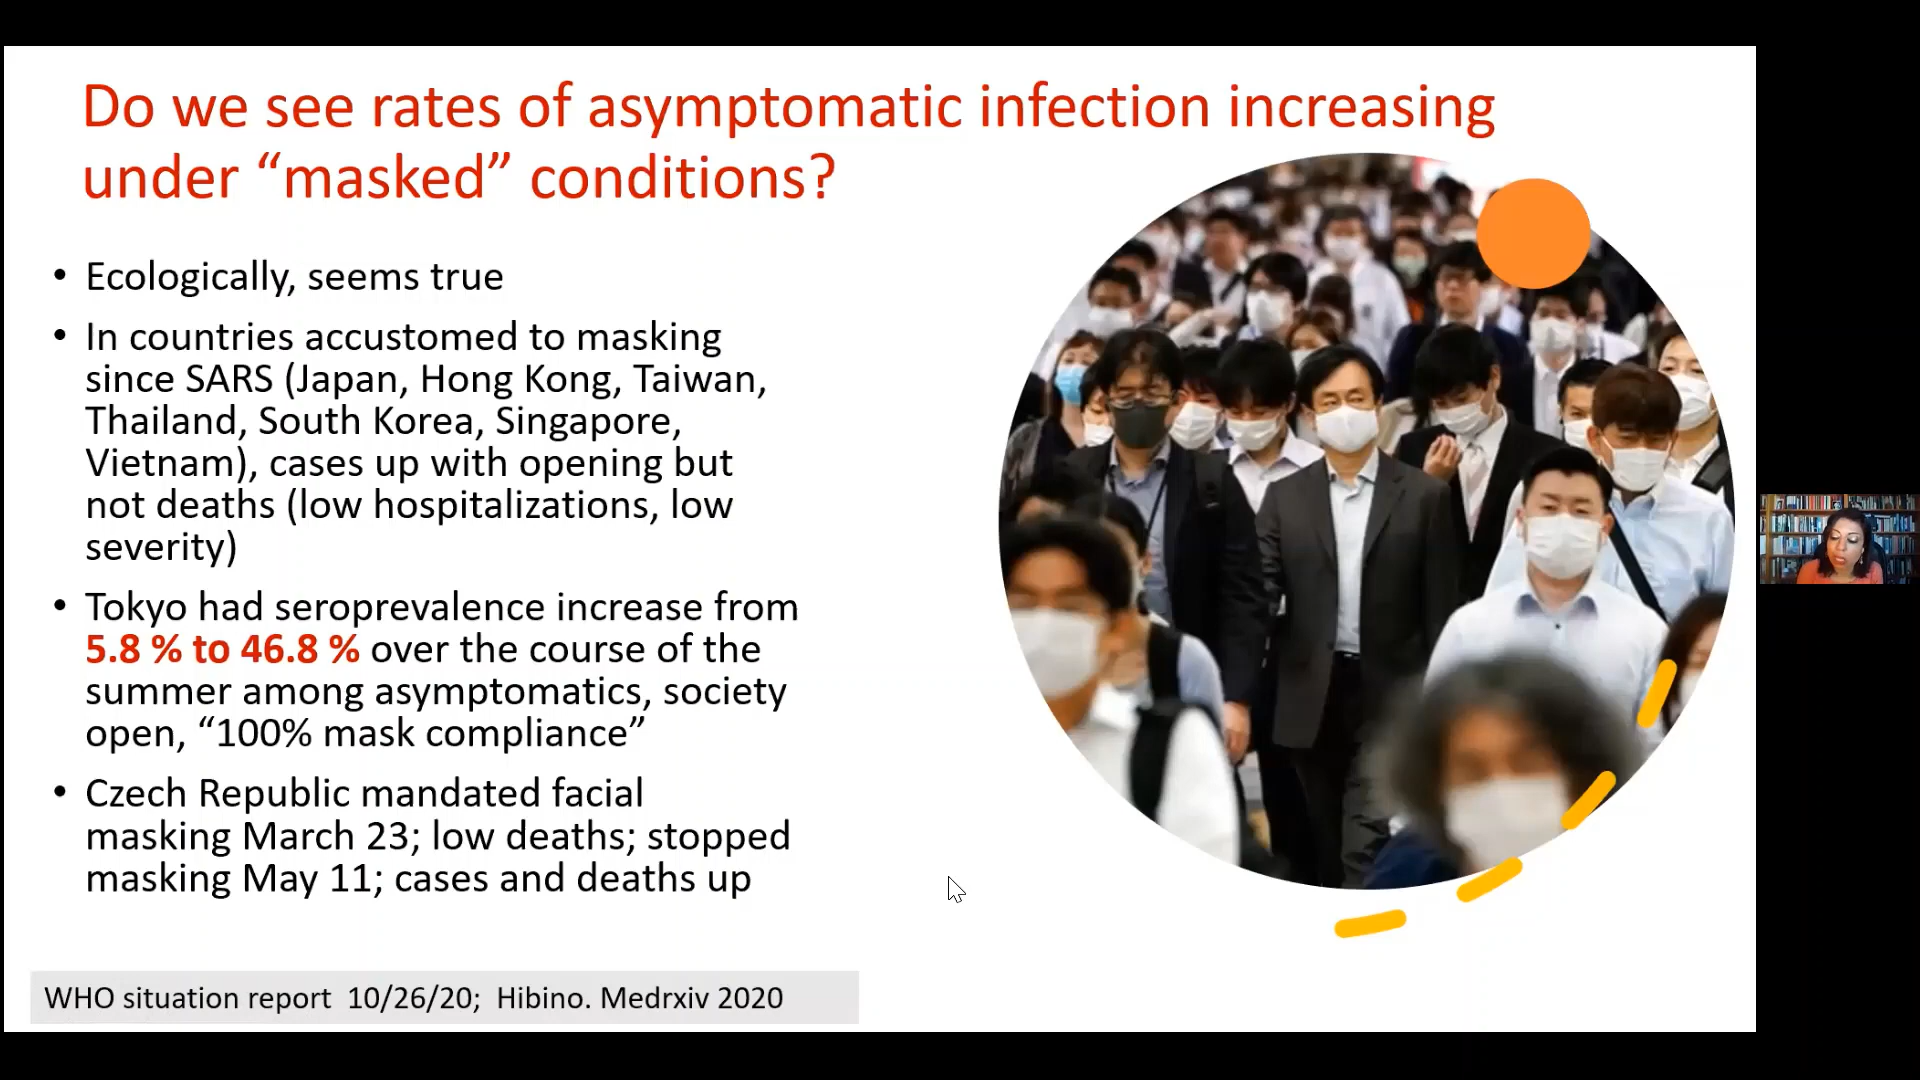 Do we see rates of asymptomatic infection increasing
under “masked” conditions?
• Ecologically, seems true
• In countries accustomed to masking
since SARS (Japan, Hong Kong, Taiwan,
Thailand, South Korea, Singapore,
Vietnam), cases up with opening but
not deaths (low hospitalizations, low
severity)
• Tokyo had seroprevalence increase from
5.8 % to 46.8 % over the course of the
summer among asymptomatics, society
open, “100% mask compliance”
• Czech Republic mandated facial
masking March 23; low deaths; stopped
masking May 11; cases and deaths up
WHO situation report 10/26/20; Hibino. Medrxiv 2020